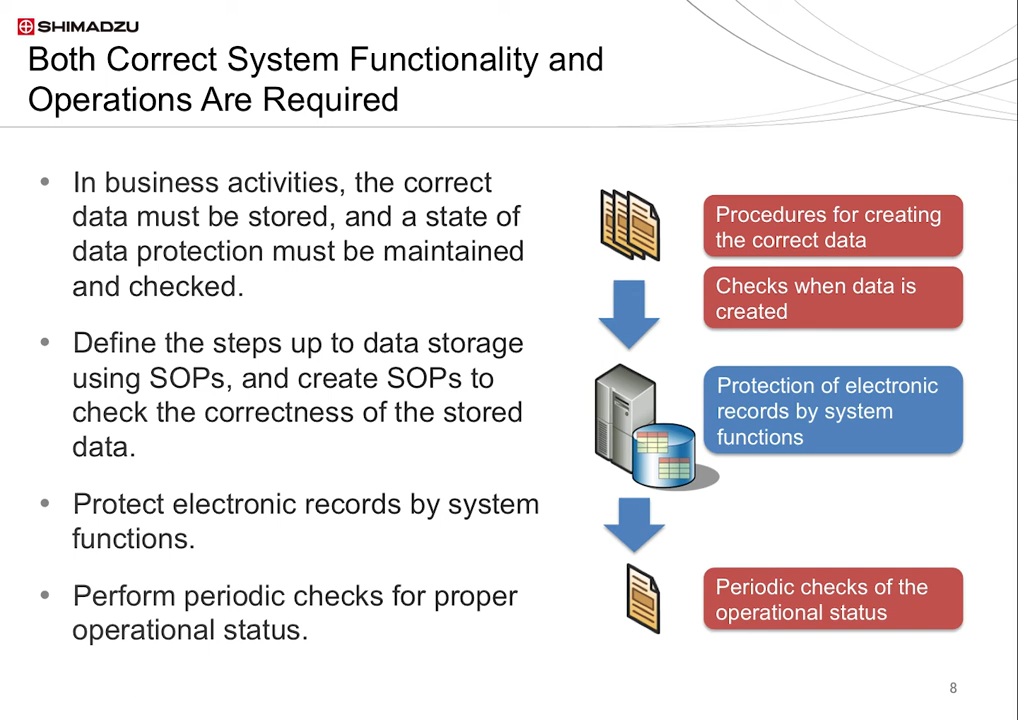 SHIMADZU
Both Correct System Functionality and
Operations Are Required
• In business activities, the correct
data must be stored, and a state of
data protection must be maintained
and checked.
• Define the steps up to data storage
using SOPs, and create SOPs to
check the correctness of the stored
data.
• Protect electronic records by system
functions.
• Perform periodic checks for proper
operational status.
Procedures for creating
the correct data
Checks when data is
created
Protection of electronic
records by system
functions
Periodic checks of the
operational status
8